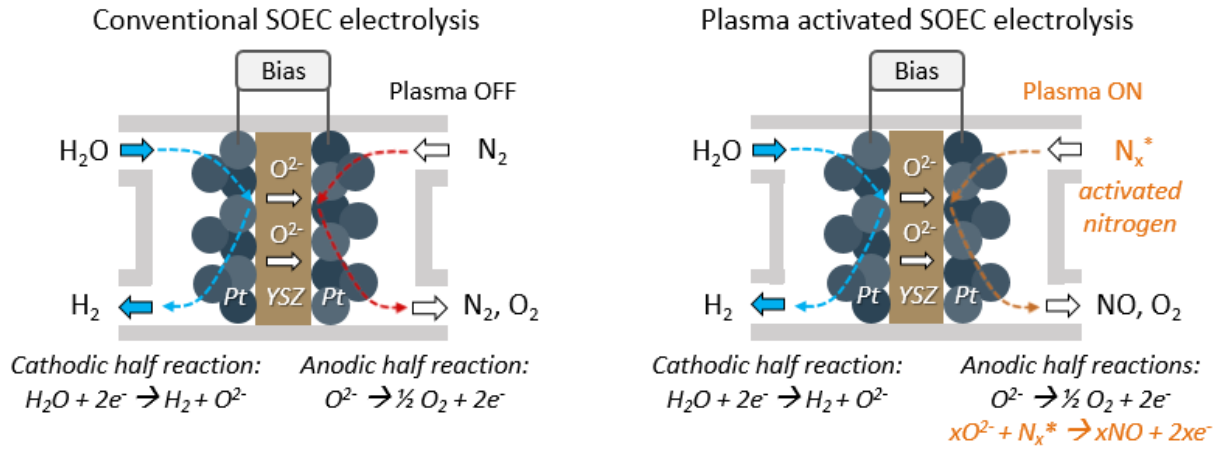 Conventional SOEC electrolysis
Bias
Plasma OFF
H₂O
N₂
O²⁻
O²⁻
Pt
YSZ
Pt
H₂
N₂, O₂
Cathodic half reaction:
H₂O + 2e⁻ → H₂ + O²⁻
Anodic half reaction:
O²⁻ → ½ O₂ + 2e⁻
Plasma activated SOEC electrolysis
Bias
Plasma ON
H₂O
Nₓ*
activated
nitrogen
O²⁻
O²⁻
Pt
YSZ
Pt
H₂
NO, O₂
Cathodic half reaction:
H₂O + 2e⁻ → H₂ + O²⁻
Anodic half reactions:
O²⁻ → ½ O₂ + 2e⁻
xO²⁻ + Nₓ* → xNO + 2xe⁻